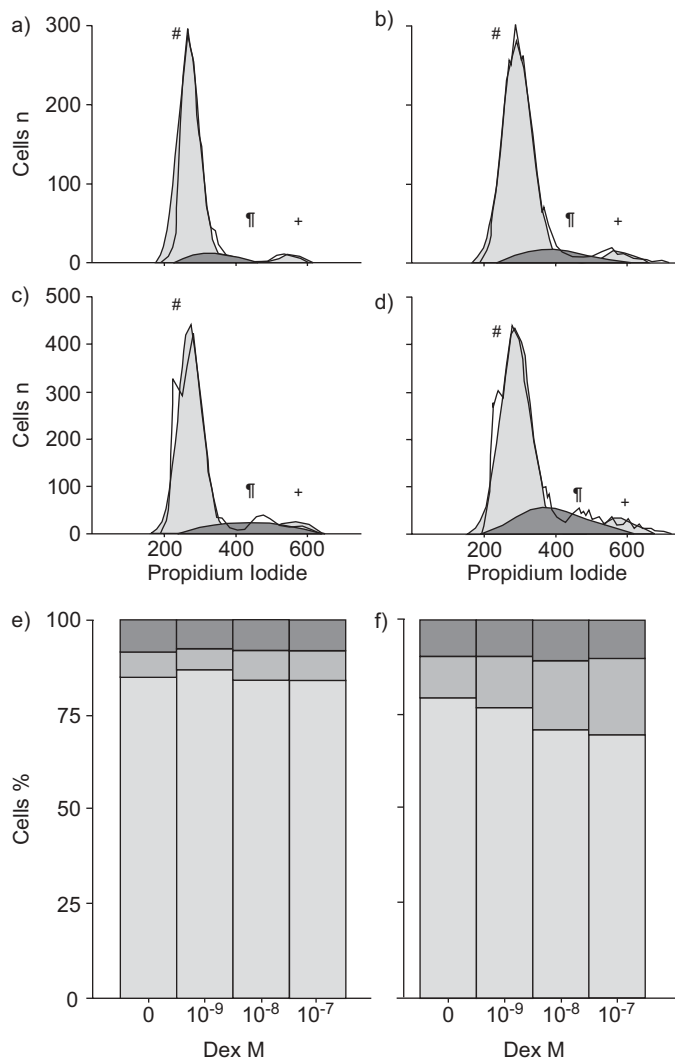 a)
300
200
100
0
Cells n
#
¶
+
b)
#
¶
+
c)
500
400
300
200
100
0
Cells n
#
¶
+
200 400 600
Propidium Iodide
d)
#
¶
+
200 400 600
Propidium Iodide
e)
100
75
50
25
0
Cells %
0 10⁻⁹ 10⁻⁸ 10⁻⁷
Dex M
f)
0 10⁻⁹ 10⁻⁸ 10⁻⁷
Dex M